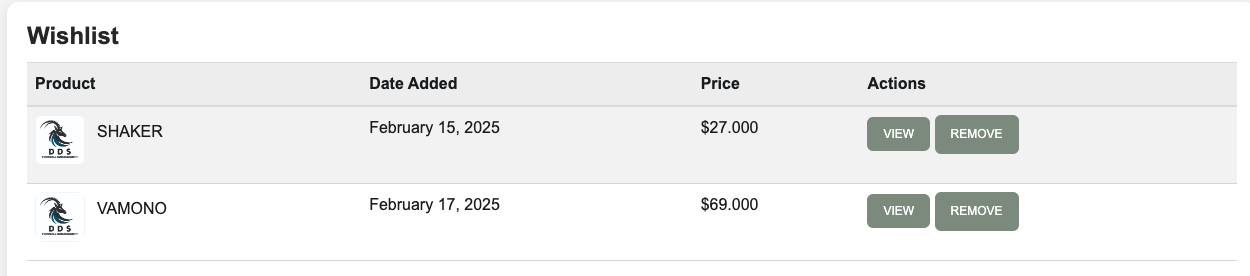 Wishlist
Product Date Added Price Actions
DDS
SHAKER February 15, 2025 $27.000 VIEW REMOVE
DDS
VAMONO February 17, 2025 $69.000 VIEW REMOVE